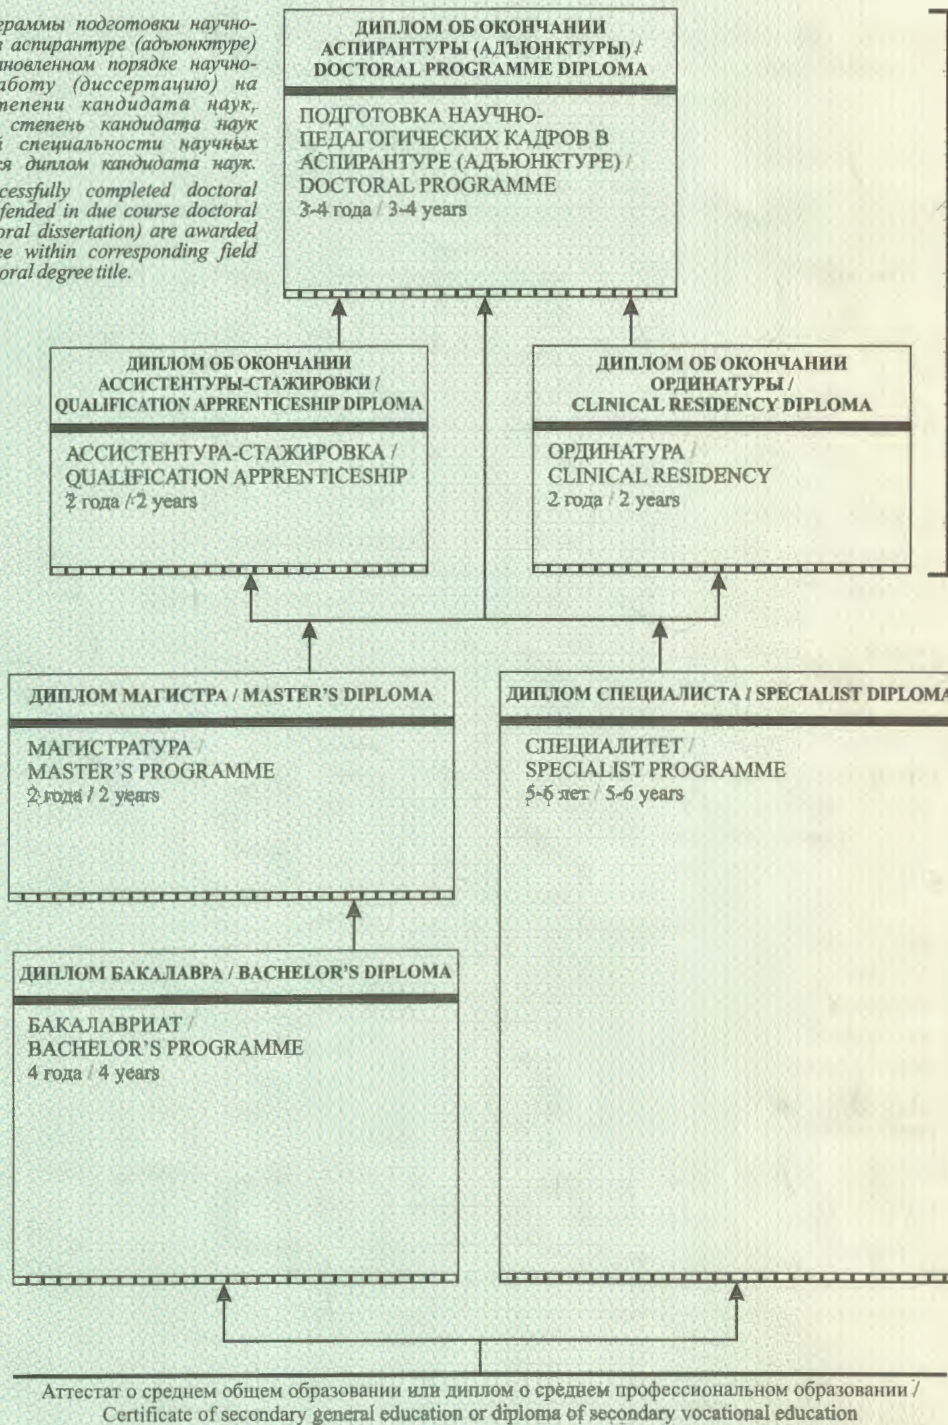 граммы подготовки научно-
аспирантуре (адъюнктуре)
новленном порядке научно-
аботу (диссертацию) на
тепени кандидата наук,
степень кандидата наук
специальности научных
ся диплом кандидата наук.
cessfully completed doctoral
fended in due course doctoral
oral dissertation) are awarded
ee within corresponding field
oral degree title.
ДИПЛОМ ОБ ОКОНЧАНИИ
АСПИРАНТУРЫ (АДЪЮНКТУРЫ) /
DOCTORAL PROGRAMME DIPLOMA
ПОДГОТОВКА НАУЧНО-
ПЕДАГОГИЧЕСКИХ КАДРОВ В
АСПИРАНТУРЕ (АДЪЮНКТУРЕ) /
DOCTORAL PROGRAMME
3-4 года / 3-4 years
ДИПЛОМ ОБ ОКОНЧАНИИ
АССИСТЕНТУРЫ-СТАЖИРОВКИ /
QUALIFICATION APPRENTICESHIP DIPLOMA
АССИСТЕНТУРА-СТАЖИРОВКА /
QUALIFICATION APPRENTICESHIP
2 года / 2 years
ДИПЛОМ ОБ ОКОНЧАНИИ
ОРДИНАТУРЫ /
CLINICAL RESIDENCY DIPLOMA
ОРДИНАТУРА /
CLINICAL RESIDENCY
2 года / 2 years
ДИПЛОМ МАГИСТРА / MASTER'S DIPLOMA
МАГИСТРАТУРА /
MASTER'S PROGRAMME
2 года / 2 years
ДИПЛОМ СПЕЦИАЛИСТА / SPECIALIST DIPLOMA
СПЕЦИАЛИТЕТ /
SPECIALIST PROGRAMME
5-6 лет / 5-6 years
ДИПЛОМ БАКАЛАВРА / BACHELOR'S DIPLOMA
БАКАЛАВРИАТ /
BACHELOR'S PROGRAMME
4 года / 4 years
Аттестат о среднем общем образовании или диплом о среднем профессиональном образовании /
Certificate of secondary general education or diploma of secondary vocational education